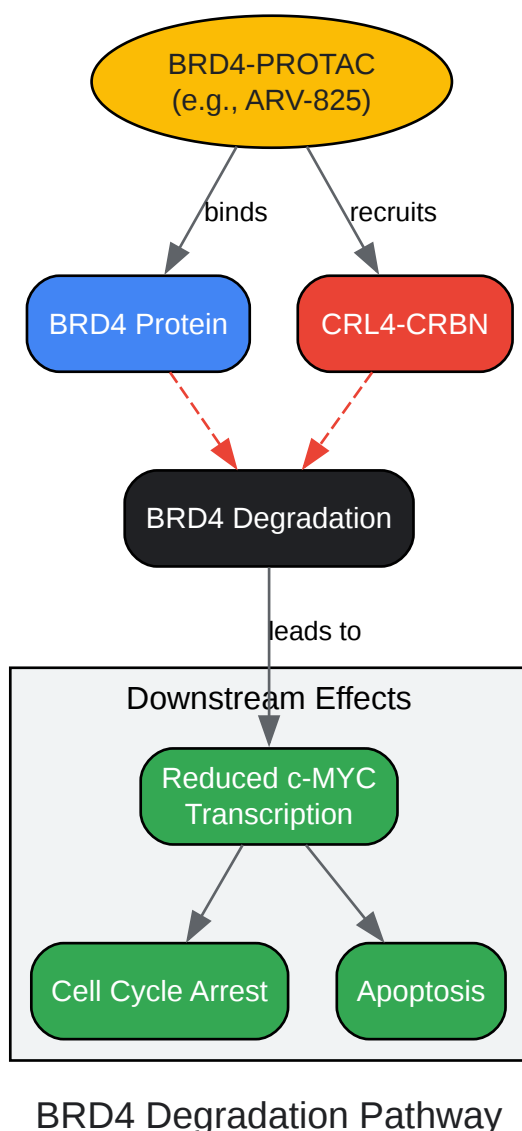 BRD4-PROTAC
(e.g., ARV-825)
binds
recruits
BRD4 Protein
CRL4-CRBN
BRD4 Degradation
leads to
Downstream Effects
Reduced c-MYC
Transcription
Cell Cycle Arrest
Apoptosis
BRD4 Degradation Pathway